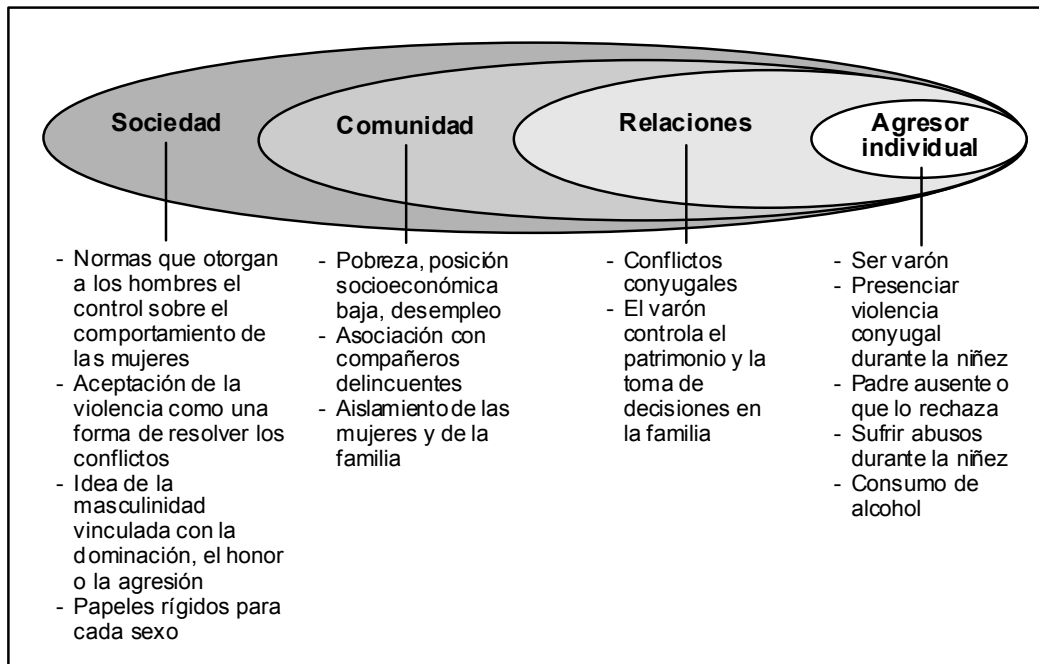 Sociedad
Comunidad
Relaciones
Agresor
individual
- Normas que otorgan
a los hombres el
control sobre el
comportamiento de
las mujeres
- Aceptación de la
violencia como una
forma de resolver los
conflictos
- Idea de la
masculinidad
vinculada con la
dominación, el honor
o la agresión
- Papeles rígidos para
cada sexo
- Pobreza, posición
socioeconómica
baja, desempleo
- Asociación con
compañeros
delincuentes
- Aislamiento de las
mujeres y de la
familia
- Conflictos
conyugales
- El varón
controla el
patrimonio y la
toma de
decisiones en
la familia
- Ser varón
- Presenciar
violencia
conyugal
durante la niñez
- Padre ausente o
que lo rechaza
- Sufrir abusos
durante la niñez
- Consumo de
alcohol